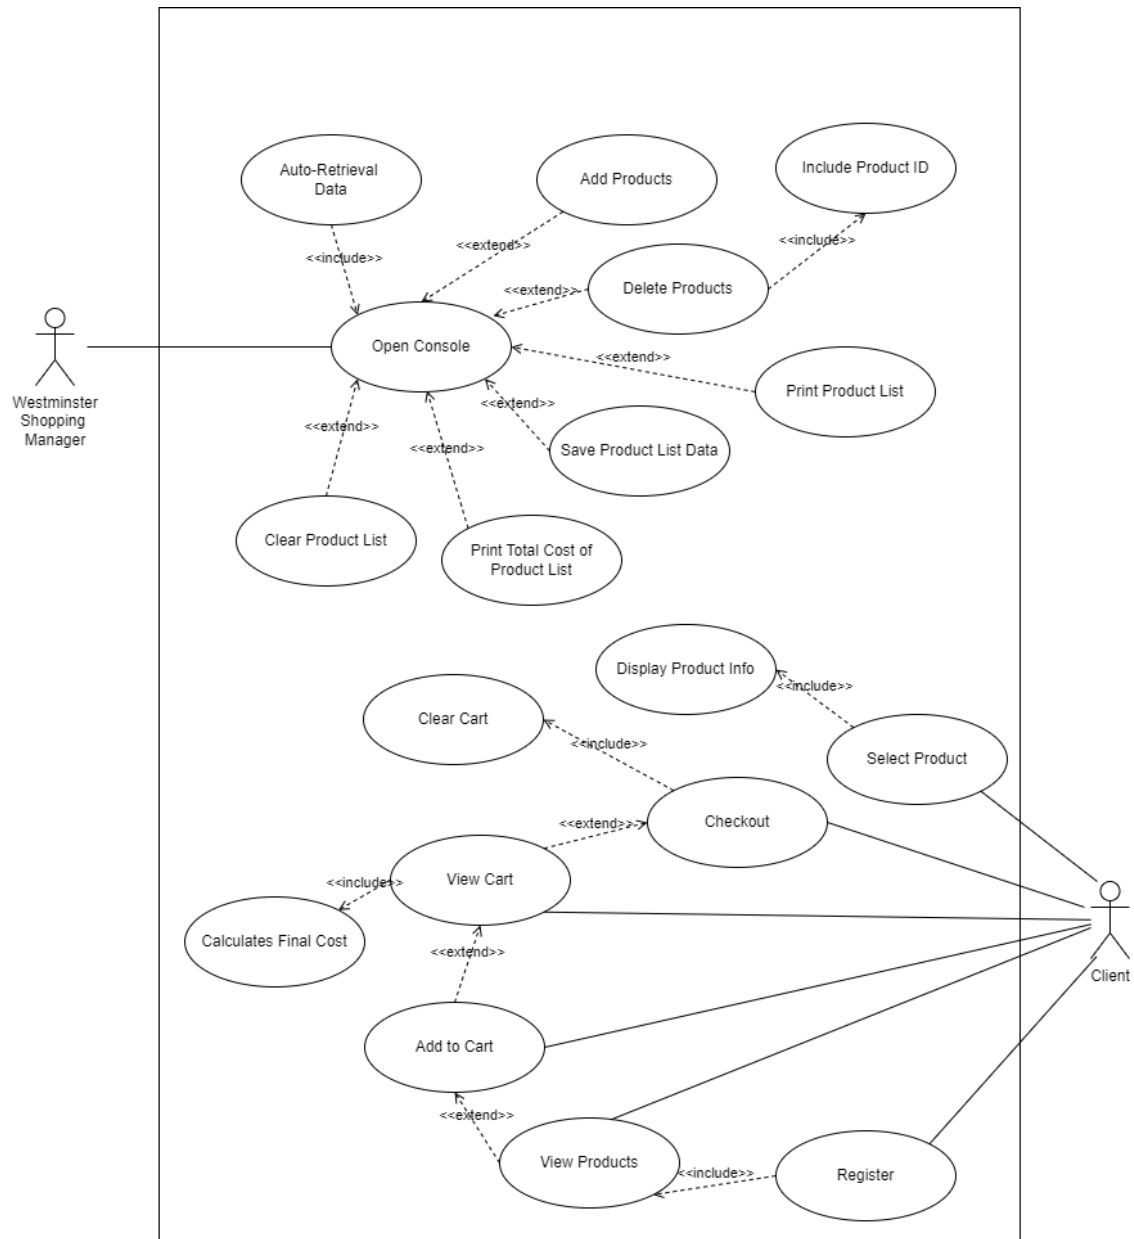 Auto-Retrieval
Data
Add Products
Include Product ID
<<include>>
<<extend>>
<<include>>
Delete Products
<<extend>>
Open Console
<<extend>>
Westminster
Shopping
Manager
Print Product List
<<extend>>
<<extend>>
<<extend>>
Save Product List Data
Clear Product List
Print Total Cost of
Product List
Display Product Info
<<include>>
Clear Cart
<<include>>
Select Product
<<extend>>
Checkout
<<include>>
View Cart
Calculates Final Cost
<<extend>>
Client
Add to Cart
<<extend>>
View Products
<<include>>
Register